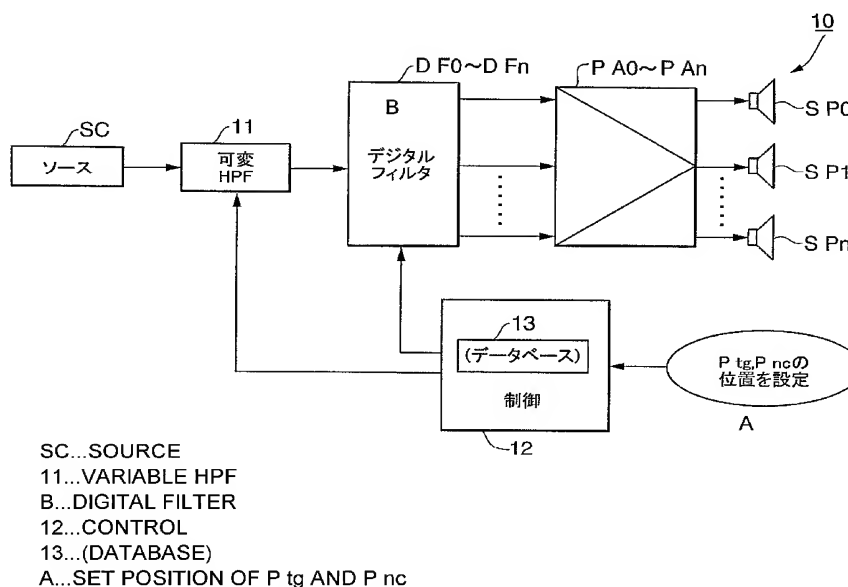 10
D F0～D Fn
P A0～P An
B
デジタル
フィルタ
SC
ソース
11
可変
HPF
S P0
S P1
S Pn
13
(データベース)
制御
12
P tg,P ncの
位置を設定
A
SC...SOURCE
11...VARIABLE HPF
B...DIGITAL FILTER
12...CONTROL
13...(DATABASE)
A...SET POSITION OF P tg AND P nc